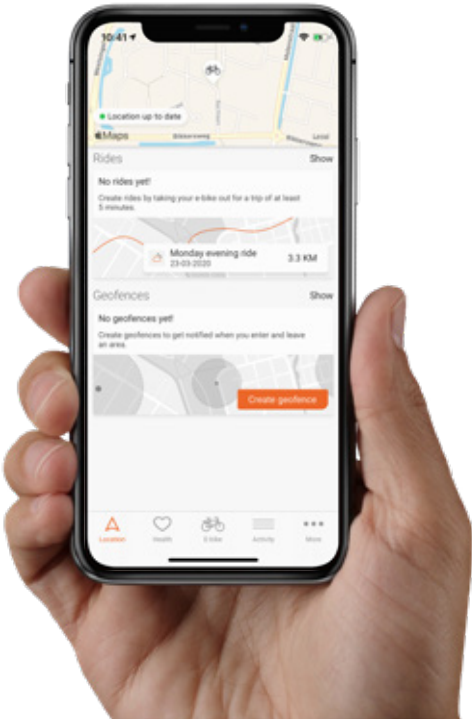 10:41
Location up to date
Maps
Legal
Rides Show
No rides yet!
Create rides by taking your e-bike out for a trip of at least
5 minutes.
Monday evening ride
23-03-2020
3.3 KM
Geofences Show
No geofences yet!
Create geofences to get notified when you enter and leave
an area.
Create geofence
Location Health E-bike Activity More